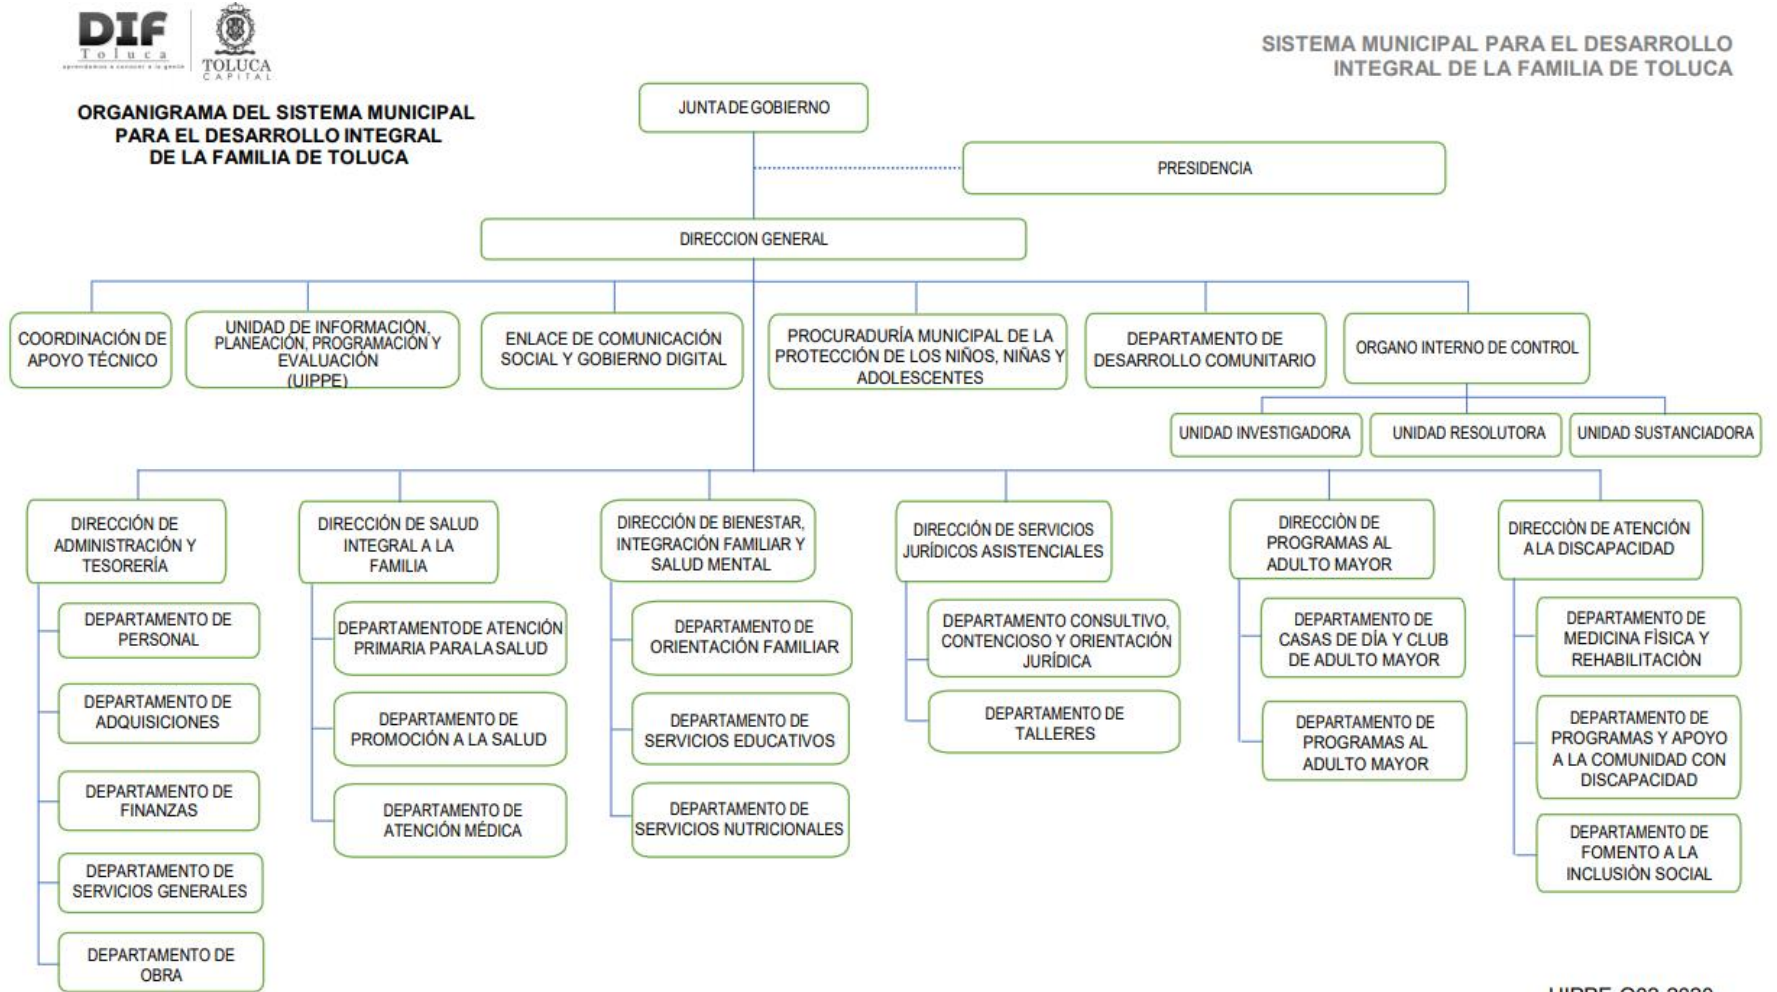 DIF
Toluca
aprendamos a conocer a la gente
TOLUCA
CAPITAL
SISTEMA MUNICIPAL PARA EL DESARROLLO
INTEGRAL DE LA FAMILIA DE TOLUCA
ORGANIGRAMA DEL SISTEMA MUNICIPAL
PARA EL DESARROLLO INTEGRAL
DE LA FAMILIA DE TOLUCA
JUNTA DE GOBIERNO
PRESIDENCIA
DIRECCION GENERAL
COORDINACIÓN DE
APOYO TÉCNICO
UNIDAD DE INFORMACIÓN,
PLANEACIÓN, PROGRAMACIÓN Y
EVALUACIÓN
(UIPPE)
ENLACE DE COMUNICACIÓN
SOCIAL Y GOBIERNO DIGITAL
PROCURADURÍA MUNICIPAL DE LA
PROTECCIÓN DE LOS NIÑOS, NIÑAS Y
ADOLESCENTES
DEPARTAMENTO DE
DESARROLLO COMUNITARIO
ORGANO INTERNO DE CONTROL
UNIDAD INVESTIGADORA
UNIDAD RESOLUTORA
UNIDAD SUSTANCIADORA
DIRECCIÓN DE
ADMINISTRACIÓN Y
TESORERÍA
DEPARTAMENTO DE
PERSONAL
DEPARTAMENTO DE
ADQUISICIONES
DEPARTAMENTO DE
FINANZAS
DEPARTAMENTO DE
SERVICIOS GENERALES
DEPARTAMENTO DE
OBRA
DIRECCIÓN DE SALUD
INTEGRAL A LA
FAMILIA
DEPARTAMENTO DE ATENCIÓN
PRIMARIA PARA LA SALUD
DEPARTAMENTO DE
PROMOCIÓN A LA SALUD
DEPARTAMENTO DE
ATENCIÓN MÉDICA
DIRECCIÓN DE BIENESTAR,
INTEGRACIÓN FAMILIAR Y
SALUD MENTAL
DEPARTAMENTO DE
ORIENTACIÓN FAMILIAR
DEPARTAMENTO DE
SERVICIOS EDUCATIVOS
DEPARTAMENTO DE
SERVICIOS NUTRICIONALES
DIRECCIÓN DE SERVICIOS
JURÍDICOS ASISTENCIALES
DEPARTAMENTO CONSULTIVO,
CONTENCIOSO Y ORIENTACIÓN
JURÍDICA
DEPARTAMENTO DE
TALLERES
DIRECCIÒN DE
PROGRAMAS AL
ADULTO MAYOR
DEPARTAMENTO DE
CASAS DE DÍA Y CLUB
DE ADULTO MAYOR
DEPARTAMENTO DE
PROGRAMAS AL
ADULTO MAYOR
DIRECCIÒN DE ATENCIÓN
A LA DISCAPACIDAD
DEPARTAMENTO DE
MEDICINA FÌSICA Y
REHABILITACIÒN
DEPARTAMENTO DE
PROGRAMAS Y APOYO
A LA COMUNIDAD CON
DISCAPACIDAD
DEPARTAMENTO DE
FOMENTO A LA
INCLUSIÒN SOCIAL